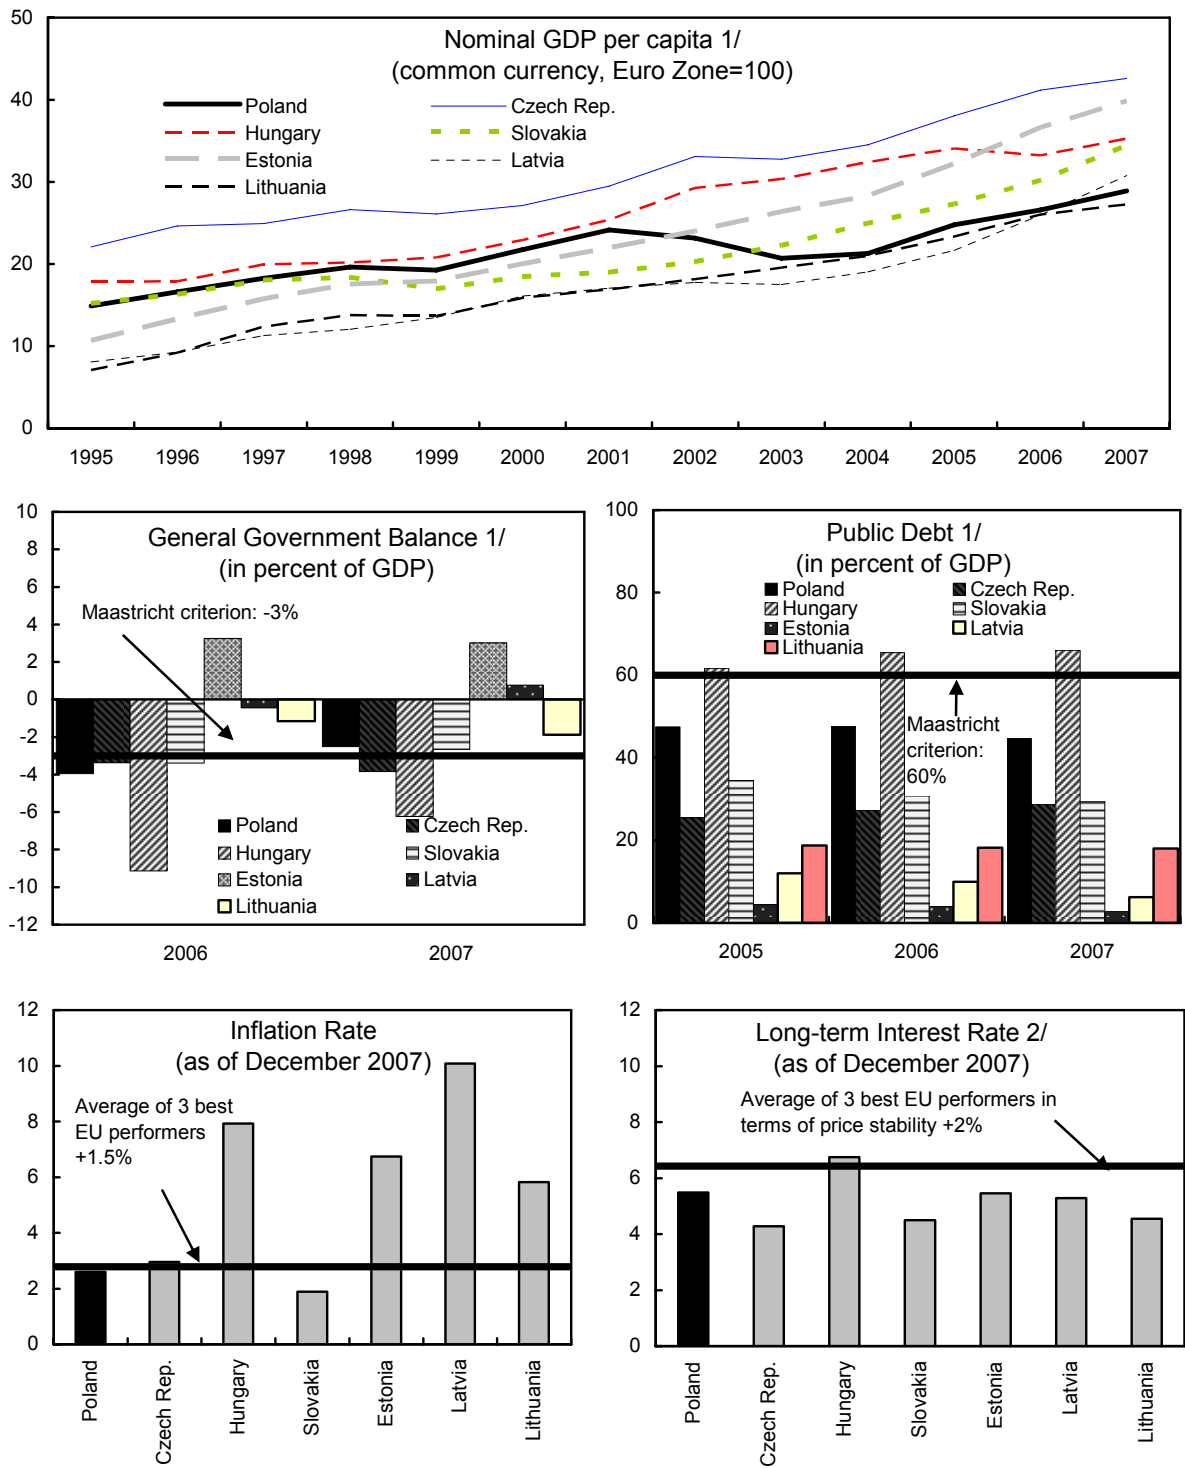 Nominal GDP per capita 1/
(common currency, Euro Zone=100)
50
40
30
20
10
0
Poland
Czech Rep.
Hungary
Slovakia
Estonia
Latvia
Lithuania
1995 1996 1997 1998 1999 2000 2001 2002 2003 2004 2005 2006 2007
General Government Balance 1/
(in percent of GDP)
10
8
6
4
2
0
-2
-4
-6
-8
-10
-12
Maastricht criterion: -3%
Poland
Czech Rep.
Hungary
Slovakia
Estonia
Latvia
Lithuania
2006 2007
Public Debt 1/
(in percent of GDP)
100
80
60
40
20
0
Poland
Czech Rep.
Hungary
Slovakia
Estonia
Latvia
Lithuania
Maastricht
criterion:
60%
2005 2006 2007
Inflation Rate
(as of December 2007)
12
10
8
6
4
2
0
Average of 3 best
EU performers
+1.5%
Poland
Czech Rep.
Hungary
Slovakia
Estonia
Latvia
Lithuania
Long-term Interest Rate 2/
(as of December 2007)
12
10
8
6
4
2
0
Average of 3 best EU performers in
terms of price stability +2%
Poland
Czech Rep.
Hungary
Slovakia
Estonia
Latvia
Lithuania